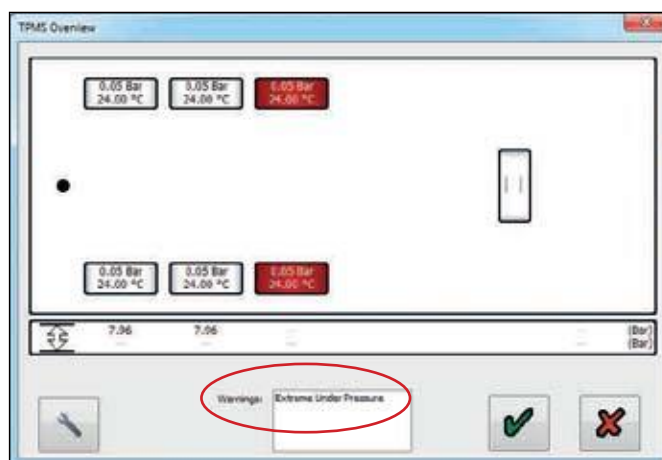 TPMS Overview
0.05 Bar 0.05 Bar 0.05 Bar
24.00 °C 24.00 °C 24.00 °C
0.05 Bar 0.05 Bar 0.05 Bar
24.00 °C 24.00 °C 24.00 °C
7.96 7.96 (Bar)
(Bar)
Warnings: Extreme Under Pressure